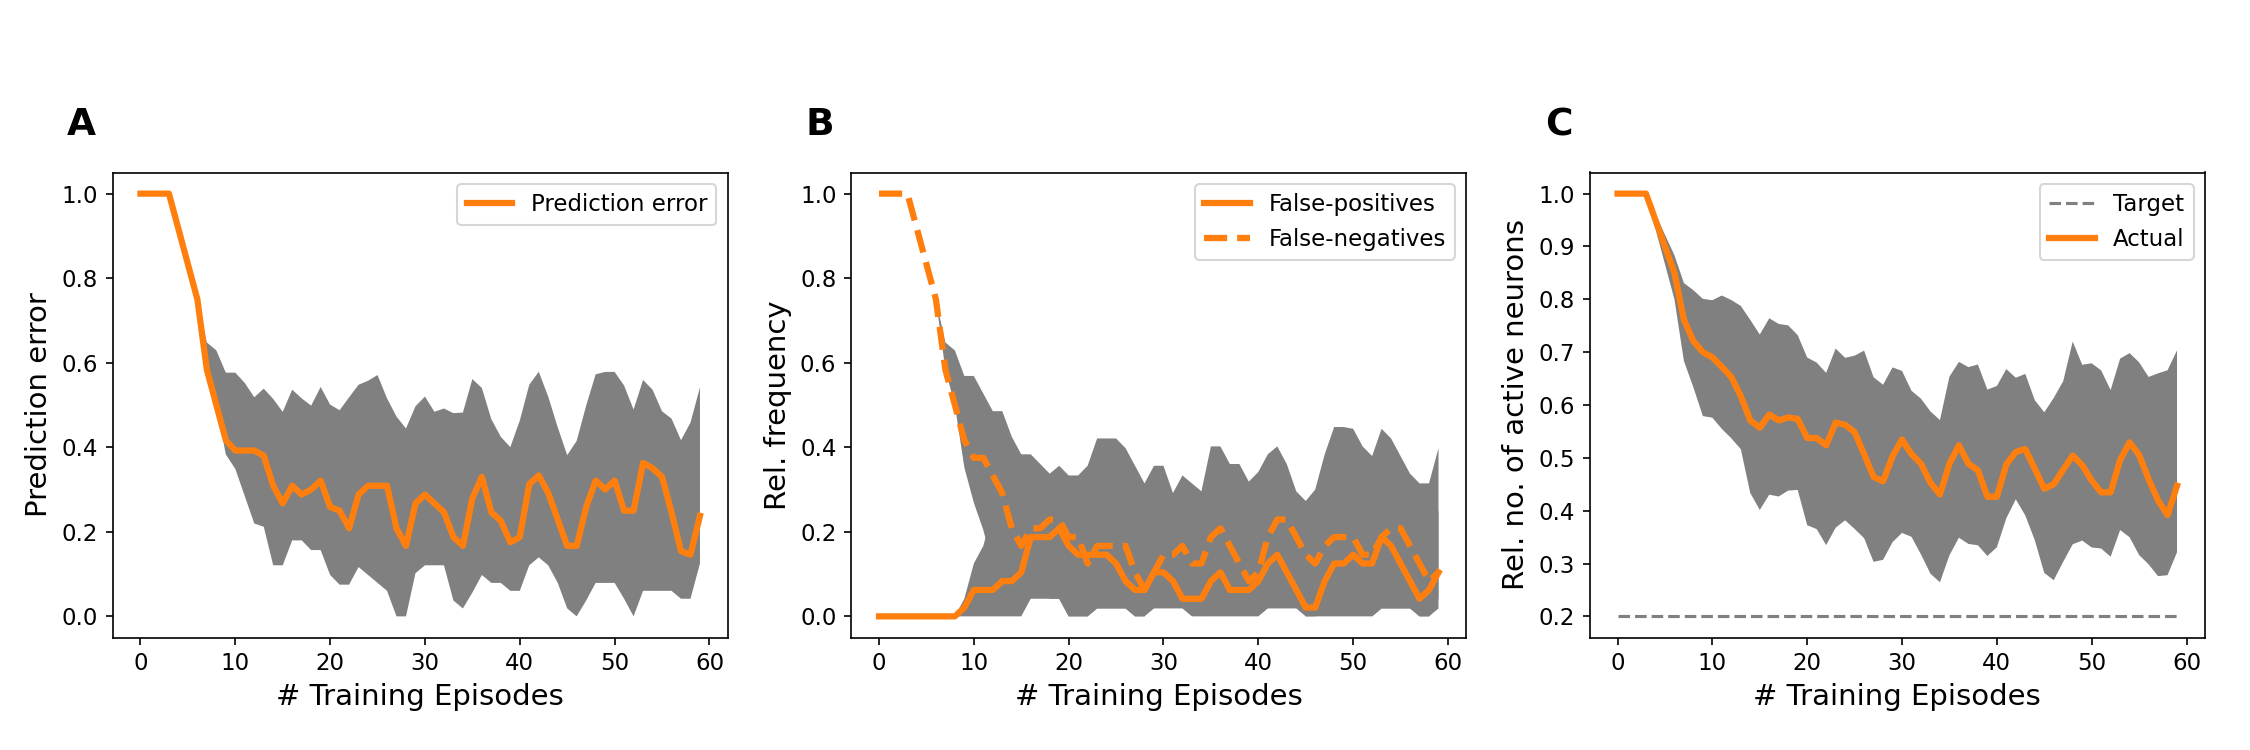 A
B
C
Prediction error
1.0
0.8
0.6
0.4
0.2
0.0
Prediction error
0 10 20 30 40 50 60
# Training Episodes
Rel. frequency
1.0
0.8
0.6
0.4
0.2
0.0
False-positives
False-negatives
0 10 20 30 40 50 60
# Training Episodes
Rel. no. of active neurons
1.0
0.9
0.8
0.7
0.6
0.5
0.4
0.3
0.2
Target
Actual
0 10 20 30 40 50 60
# Training Episodes